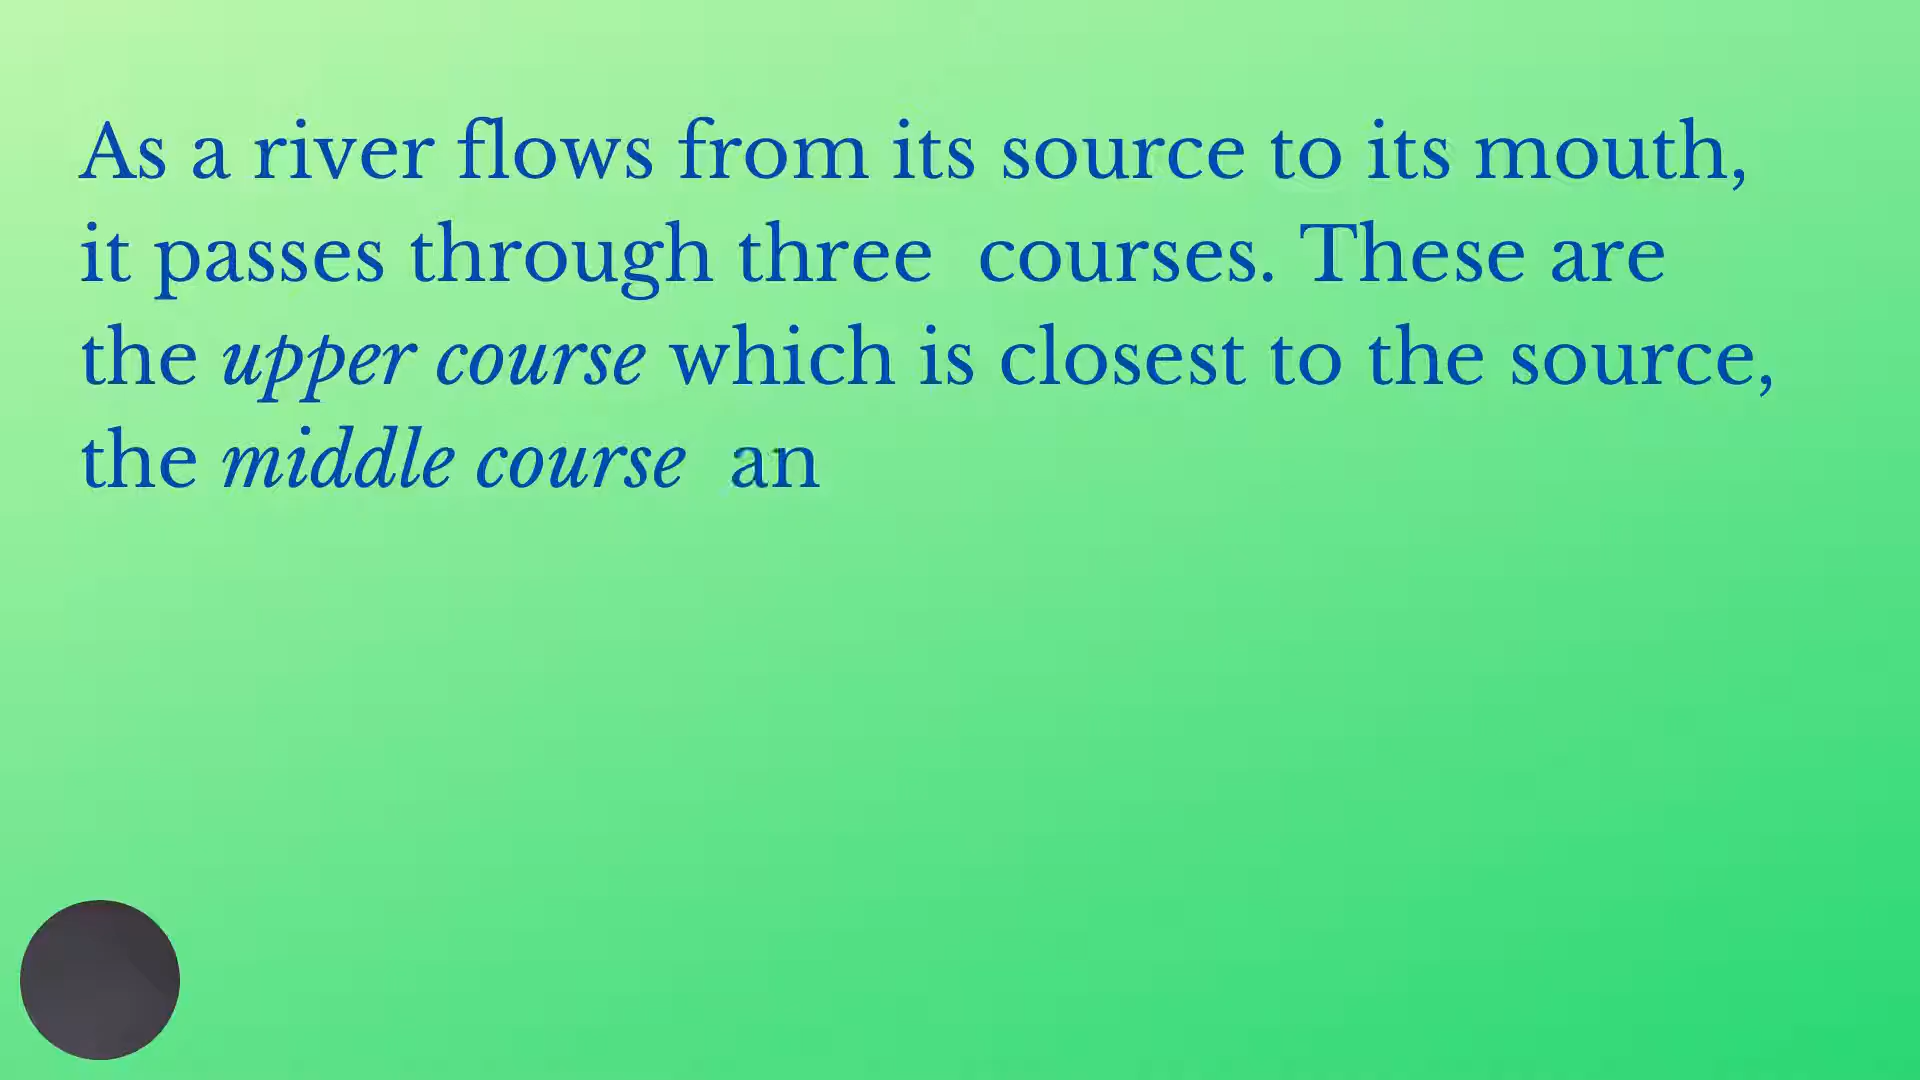 As a river flows from its source to its mouth,
it passes through three courses. These are
the upper course which is closest to the source,
the middle course an